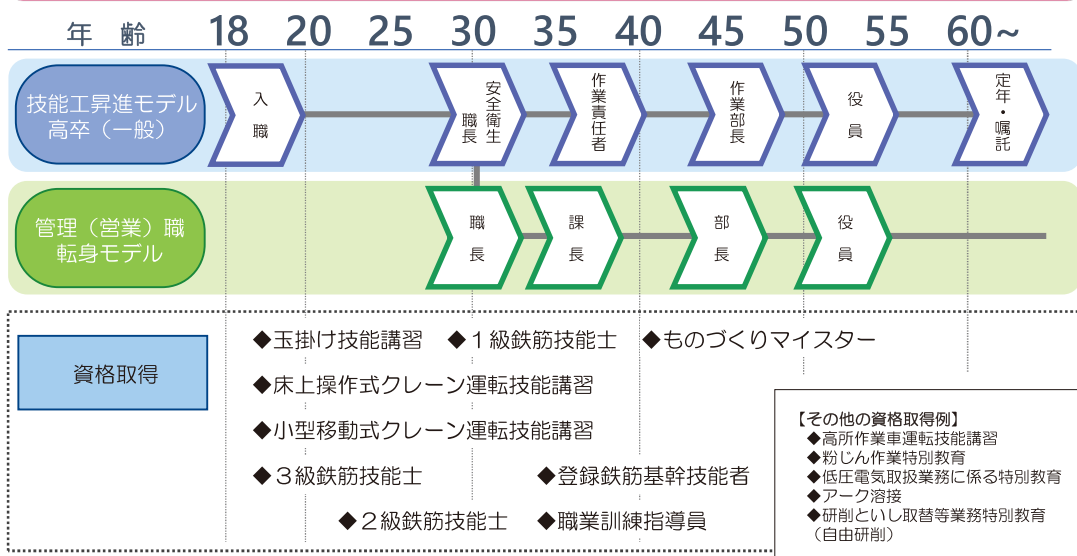 年 齢 18 20 25 30 35 40 45 50 55 60~
技能工昇進モデル
高卒（一般）
入職
安全衛生
職長
作業責任者
作業部長
役員
定年・嘱託
管理（営業）職
転身モデル
職長
課長
部長
役員
資格取得
◆玉掛け技能講習 ◆１級鉄筋技能士 ◆ものづくりマイスター
◆床上操作式クレーン運転技能講習
◆小型移動式クレーン運転技能講習
◆３級鉄筋技能士 ◆登録鉄筋基幹技能者
◆２級鉄筋技能士 ◆職業訓練指導員
【その他の資格取得例】
◆高所作業車運転技能講習
◆粉じん作業特別教育
◆低圧電気取扱業務に係る特別教育
◆アーク溶接
◆研削といし取替等業務特別教育
（自由研削）